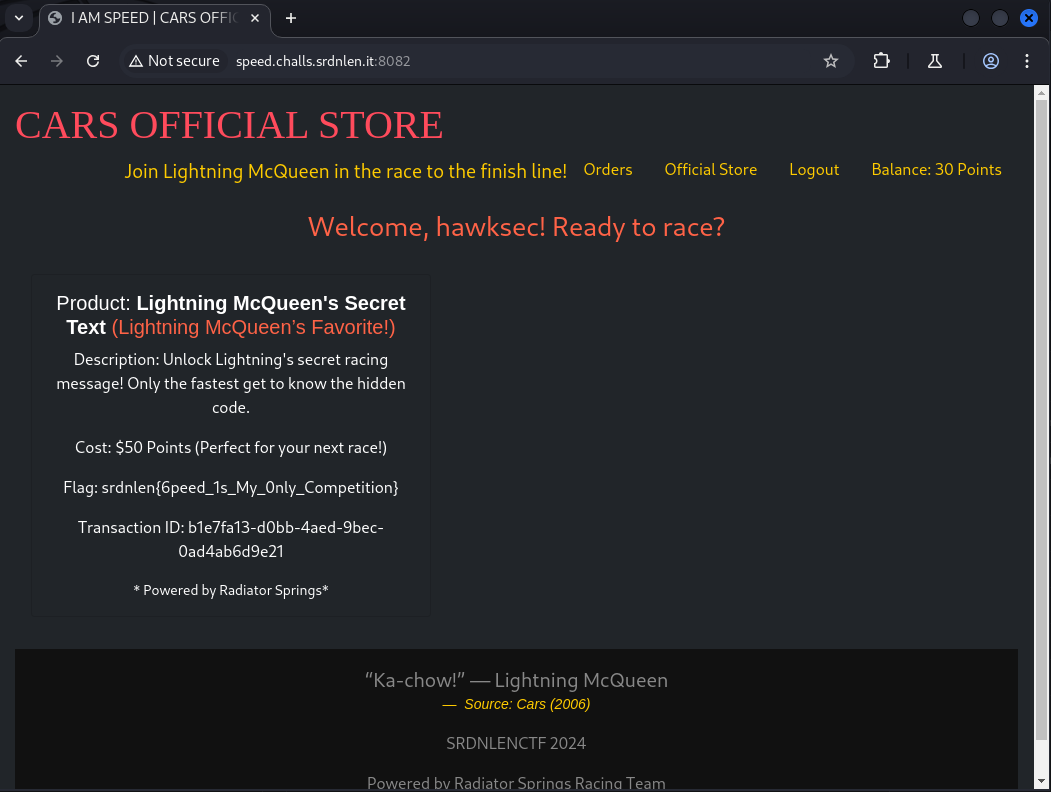 I AM SPEED | CARS OFFIC
Not secure speed.challs.srdnlen.it:8082
CARS OFFICIAL STORE
Join Lightning McQueen in the race to the finish line! Orders Official Store Logout Balance: 30 Points
Welcome, hawksec! Ready to race?
Product: Lightning McQueen's Secret
Text (Lightning McQueen’s Favorite!)
Description: Unlock Lightning's secret racing
message! Only the fastest get to know the hidden
code.
Cost: $50 Points (Perfect for your next race!)
Flag: srdnlen{6peed_1s_My_0nly_Competition}
Transaction ID: b1e7fa13-d0bb-4aed-9bec-
0ad4ab6d9e21
* Powered by Radiator Springs*
“Ka-chow!” — Lightning McQueen
— Source: Cars (2006)
SRDNLENCTF 2024
Powered by Radiator Springs Racing Team